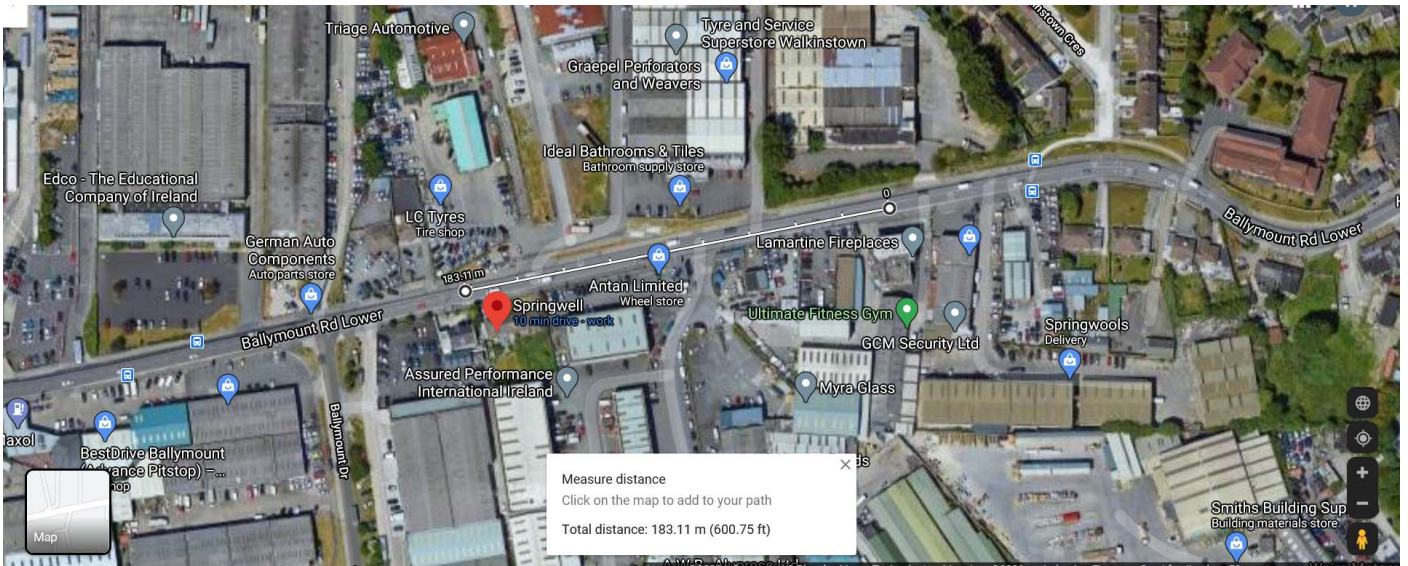 Triage Automotive
Tyre and Service
Superstore Walkinstown
Graepel Perforators
and Weavers
Ideal Bathrooms & Tiles
Bathroom supply store
Edco - The Educational
Company of Ireland
LC Tyres
Tire shop
0
Ballymount Rd Lower
German Auto
Components
Auto parts store
183.11 m
Lamartine Fireplaces
Antan Limited
Wheel store
Springwell
10 min drive - work
Ultimate Fitness Gym
Ballymount Rd Lower
GCM Security Ltd
Springwools
Delivery
Assured Performance
International Ireland
Myra Glass
Ballymount Dr
BestDrive Ballymount
(Advance Pitstop) –...
Measure distance
Click on the map to add to your path
Total distance: 183.11 m (600.75 ft)
Map
Smiths Building Sup
Building materials store